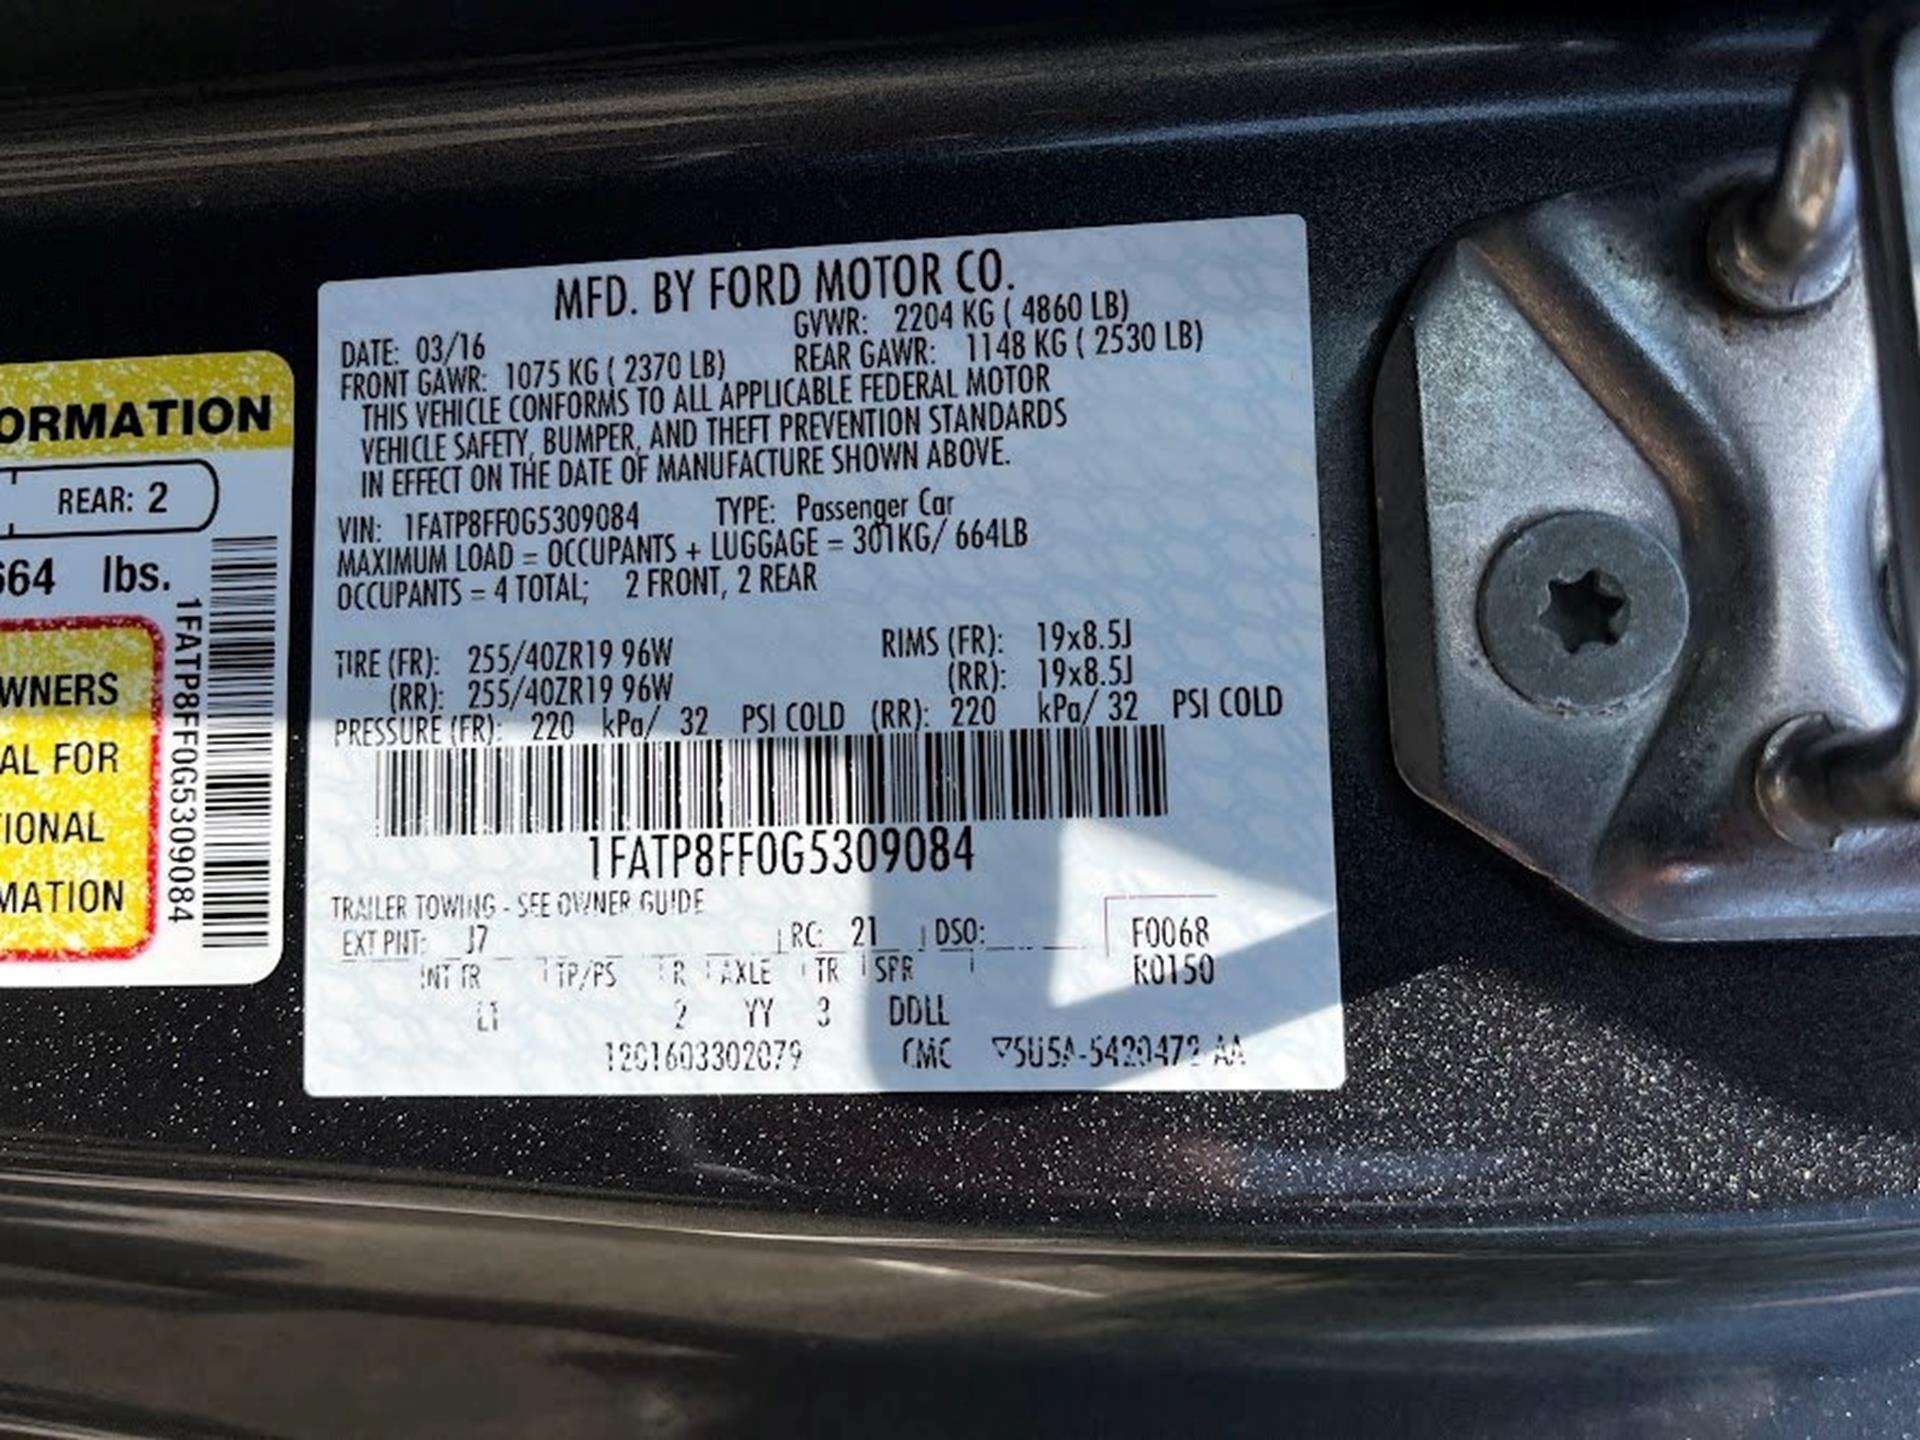 ORMATION
REAR: 2
664 lbs.
WNERS
AL FOR
TIONAL
MATION
1FATP8FF0G5309084
MFD. BY FORD MOTOR CO.
DATE: 03/16 GVWR: 2204 KG ( 4860 LB)
FRONT GAWR: 1075 KG ( 2370 LB) REAR GAWR: 1148 KG ( 2530 LB)
THIS VEHICLE CONFORMS TO ALL APPLICABLE FEDERAL MOTOR
VEHICLE SAFETY, BUMPER, AND THEFT PREVENTION STANDARDS
IN EFFECT ON THE DATE OF MANUFACTURE SHOWN ABOVE.
VIN: 1FATP8FF0G5309084 TYPE: Passenger Car
MAXIMUM LOAD = OCCUPANTS + LUGGAGE = 301KG/ 664LB
OCCUPANTS = 4 TOTAL; 2 FRONT, 2 REAR
TIRE (FR): 255/40ZR19 96W RIMS (FR): 19x8.5J
(RR): 255/40ZR19 96W (RR): 19x8.5J
PRESSURE (FR): 220 kPa/ 32 PSI COLD (RR): 220 kPa/ 32 PSI COLD
1FATP8FF0G5309084
TRAILER TOWING - SEE OWNER GUIDE
EXT PNT: J7 RC: 21 DSO: F0068
INT TR TP/PS R AXLE TR SPR R0150
L1 2 YY 3 DDLL
1201603302079 CMC ▽5U5A-5420472-AA